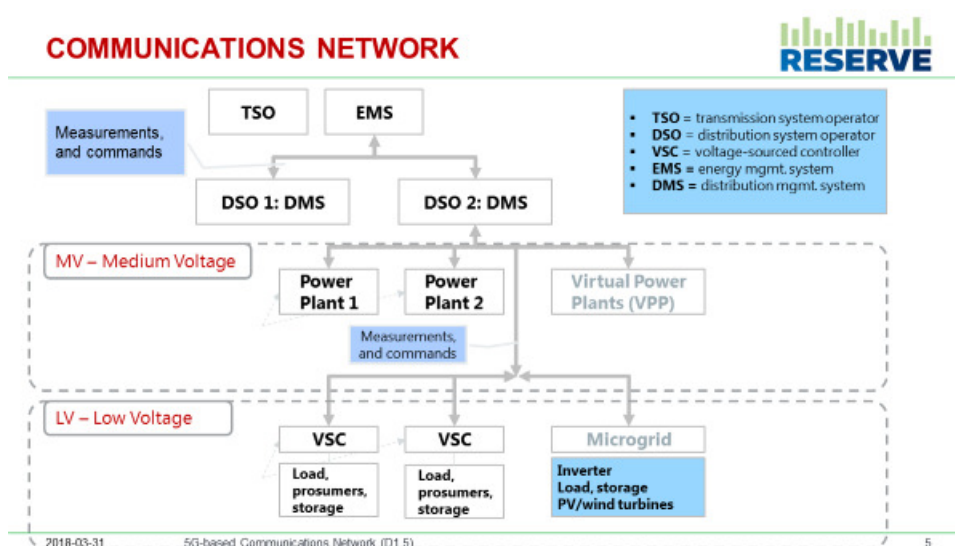 COMMUNICATIONS NETWORK
RESERVE
Measurements,
and commands
TSO
EMS
TSO = transmission system operator
DSO = distribution system operator
VSC = voltage-sourced controller
EMS = energy mgmt. system
DMS = distribution mgmt. system
DSO 1: DMS
DSO 2: DMS
MV – Medium Voltage
Power
Plant 1
Power
Plant 2
Virtual Power
Plants (VPP)
Measurements,
and commands
LV – Low Voltage
VSC
VSC
Microgrid
Load,
prosumers,
storage
Load,
prosumers,
storage
Inverter
Load, storage
PV/wind turbines
2018-03-31
5G-based Communications Network (D1.5)
5